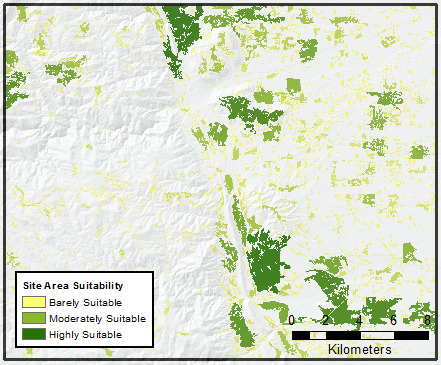 Site Area Suitability
Barely Suitable
Moderately Suitable
Highly Suitable
0 2 4 6 8
Kilometers